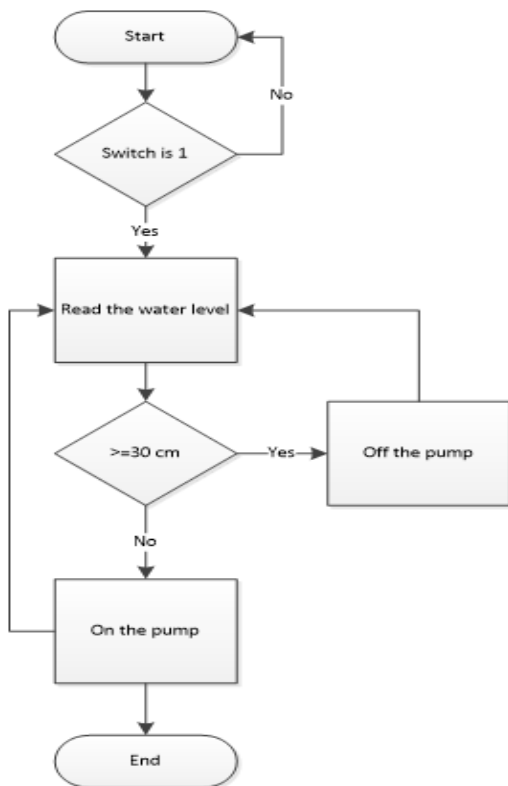 Start
No
Switch is 1
Yes
Read the water level
>=30 cm
Yes
Off the pump
No
On the pump
End